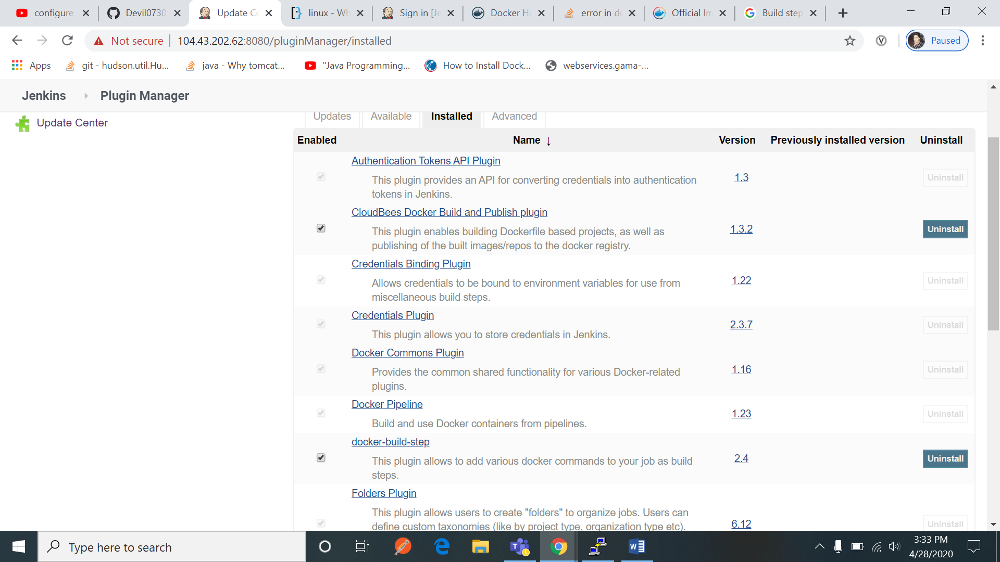 configure
Devil0730
Update Ce
linux - Wh
Sign in [Je
Docker H
error in do
Official Im
Build step
Not secure
104.43.202.62:8080/pluginManager/installed
Paused
Apps
git - hudson.util.Hu...
java - Why tomcat...
"Java Programming...
How to Install Dock...
webservices.gama-...
Jenkins
Plugin Manager
Update Center
Updates
Available
Installed
Advanced
Enabled
Name ↓
Version
Previously installed version
Uninstall
Authentication Tokens API Plugin
This plugin provides an API for converting credentials into authentication
tokens in Jenkins.
1.3
Uninstall
CloudBees Docker Build and Publish plugin
This plugin enables building Dockerfile based projects, as well as
publishing of the built images/repos to the docker registry.
1.3.2
Uninstall
Credentials Binding Plugin
Allows credentials to be bound to environment variables for use from
miscellaneous build steps.
1.22
Uninstall
Credentials Plugin
This plugin allows you to store credentials in Jenkins.
2.3.7
Uninstall
Docker Commons Plugin
Provides the common shared functionality for various Docker-related
plugins.
1.16
Uninstall
Docker Pipeline
Build and use Docker containers from pipelines.
1.23
Uninstall
docker-build-step
This plugin allows to add various docker commands to your job as build
steps.
2.4
Uninstall
Folders Plugin
This plugin allows users to create "folders" to organize jobs. Users can
define custom taxonomies (like by project type, organization type etc).
6.12
Uninstall
Type here to search
3:33 PM
4/28/2020